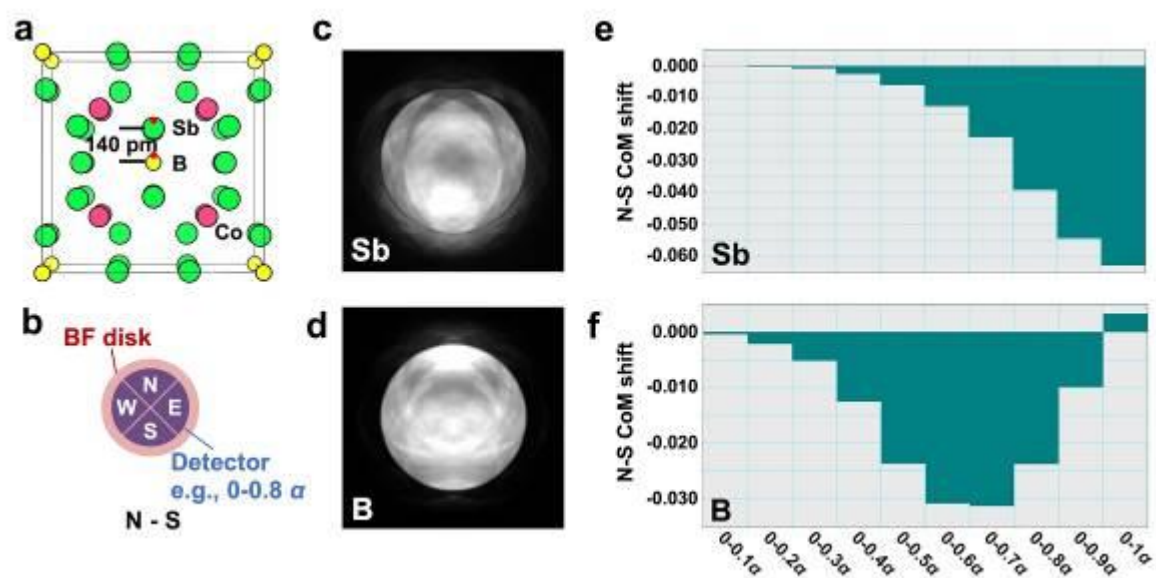 a
Sb
140 pm
B
Co
b
BF disk
N
W E
S
Detector
e.g., 0-0.8 α
N - S
c
Sb
d
B
e
N-S CoM shift
0.000
-0.010
-0.020
-0.030
-0.040
-0.050
-0.060
Sb
f
N-S CoM shift
0.000
-0.010
-0.020
-0.030
B
0-0.1α
0-0.2α
0-0.3α
0-0.4α
0-0.5α
0-0.6α
0-0.7α
0-0.8α
0-0.9α
0-1α